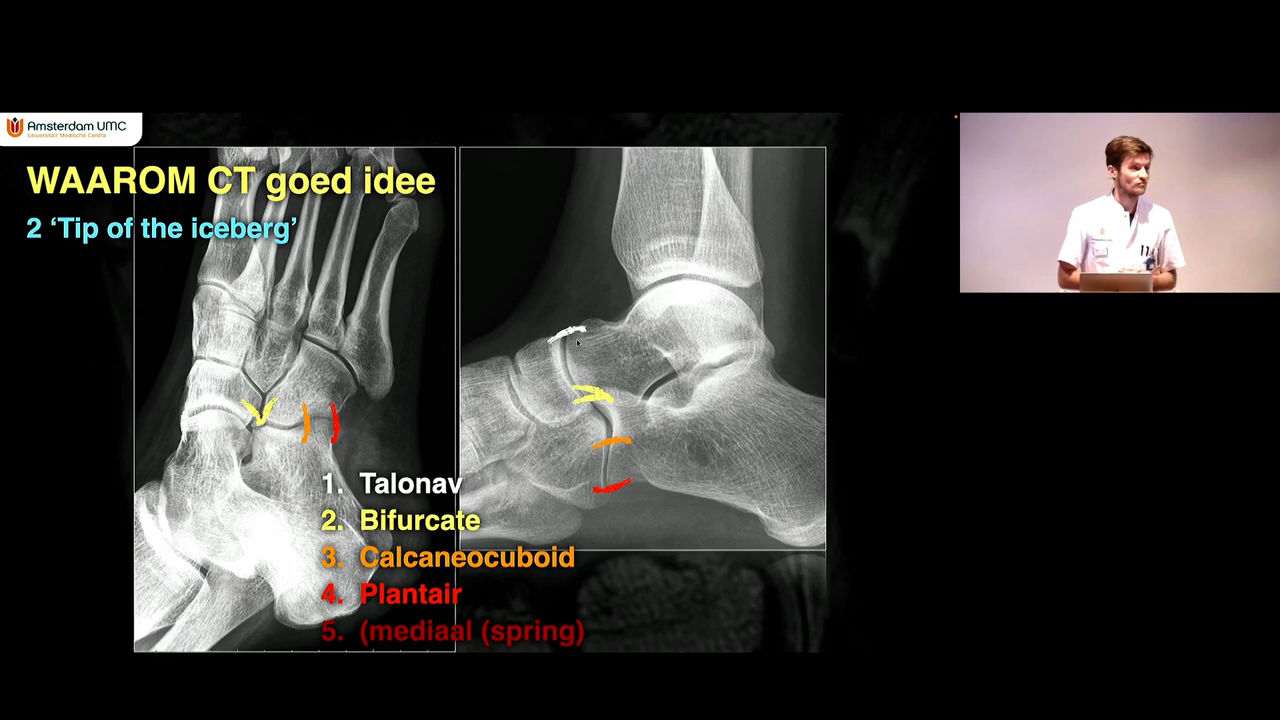 Amsterdam UMC
Universitair Medische Centra
WAAROM CT goed idee
2 ‘Tip of the iceberg’
1. Talonav
2. Bifurcate
3. Calcaneocuboid
4. Plantair
5. (mediaal (spring)